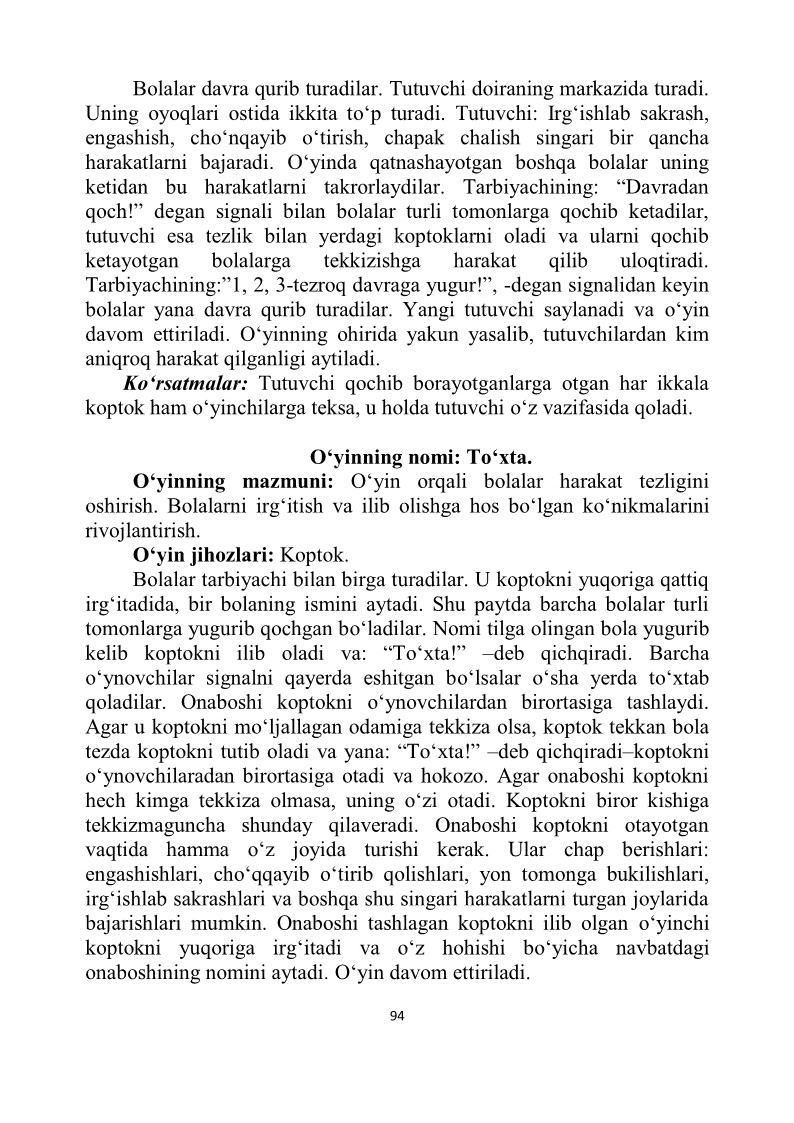 Bolalar davra qurib turadilar. Tutuvchi doiraning markazida turadi.
Uning oyoqlari ostida ikkita to‘p turadi. Tutuvchi: Irg‘ishlab sakrash,
engashish, cho‘nqayib o‘tirish, chapak chalish singari bir qancha
harakatlarni bajaradi. O‘yinda qatnashayotgan boshqa bolalar uning
ketidan bu harakatlarni takrorlaydilar. Tarbiyachining: “Davradan
qoch!” degan signali bilan bolalar turli tomonlarga qochib ketadilar,
tutuvchi esa tezlik bilan yerdagi koptoklarni oladi va ularni qochib
ketayotgan bolalarga tekkizishga harakat qilib uloqtiradi.
Tarbiyachining:”1, 2, 3-tezroq davraga yugur!”, -degan signalidan keyin
bolalar yana davra qurib turadilar. Yangi tutuvchi saylanadi va o‘yin
davom ettiriladi. O‘yinning ohirida yakun yasalib, tutuvchilardan kim
aniqroq harakat qilganligi aytiladi.
Ko‘rsatmalar: Tutuvchi qochib borayotganlarga otgan har ikkala
koptok ham o‘yinchilarga teksa, u holda tutuvchi o‘z vazifasida qoladi.
O‘yinning nomi: To‘xta.
O‘yinning mazmuni: O‘yin orqali bolalar harakat tezligini
oshirish. Bolalarni irg‘itish va ilib olishga hos bo‘lgan ko‘nikmalarini
rivojlantirish.
O‘yin jihozlari: Koptok.
Bolalar tarbiyachi bilan birga turadilar. U koptokni yuqoriga qattiq
irg‘itadida, bir bolaning ismini aytadi. Shu paytda barcha bolalar turli
tomonlarga yugurib qochgan bo‘ladilar. Nomi tilga olingan bola yugurib
kelib koptokni ilib oladi va: “To‘xta!” –deb qichqiradi. Barcha
o‘ynovchilar signalni qayerda eshitgan bo‘lsalar o‘sha yerda to‘xtab
qoladilar. Onaboshi koptokni o‘ynovchilardan birortasiga tashlaydi.
Agar u koptokni mo‘ljallagan odamiga tekkiza olsa, koptok tekkan bola
tezda koptokni tutib oladi va yana: “To‘xta!” –deb qichqiradi–koptokni
o‘ynovchilaradan birortasiga otadi va hokozo. Agar onaboshi koptokni
hech kimga tekkiza olmasa, uning o‘zi otadi. Koptokni biror kishiga
tekkizmaguncha shunday qilaveradi. Onaboshi koptokni otayotgan
vaqtida hamma o‘z joyida turishi kerak. Ular chap berishlari:
engashishlari, cho‘qqayib o‘tirib qolishlari, yon tomonga bukilishlari,
irg‘ishlab sakrashlari va boshqa shu singari harakatlarni turgan joylarida
bajarishlari mumkin. Onaboshi tashlagan koptokni ilib olgan o‘yinchi
koptokni yuqoriga irg‘itadi va o‘z hohishi bo‘yicha navbatdagi
onaboshining nomini aytadi. O‘yin davom ettiriladi.
94